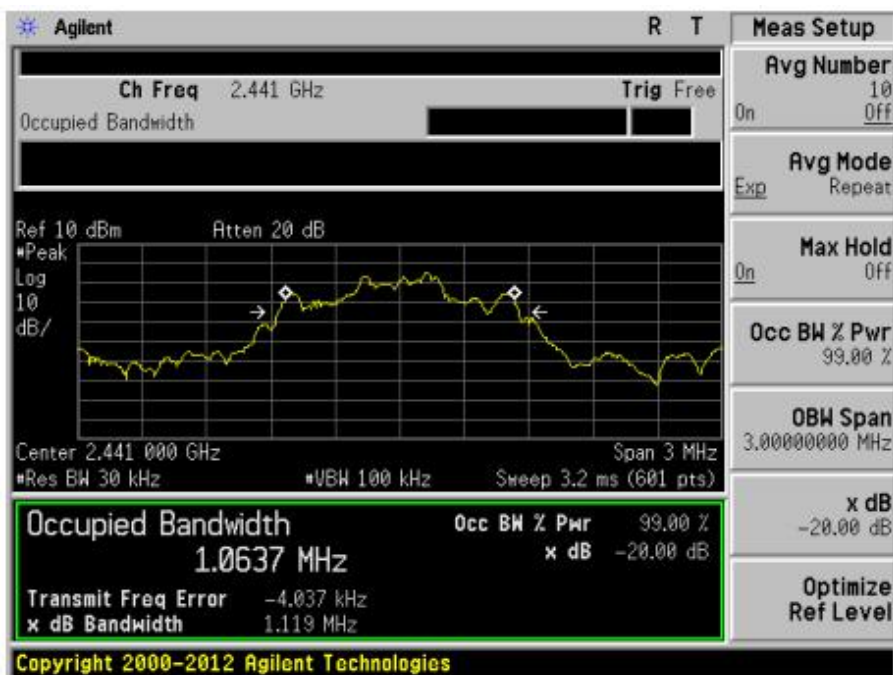 Agilent R T
Ch Freq 2.441 GHz Trig Free
Occupied Bandwidth
Ref 10 dBm Atten 20 dB
#Peak
Log
10
dB/
Center 2.441 000 GHz Span 3 MHz
#Res BW 30 kHz #VBW 100 kHz Sweep 3.2 ms (601 pts)
Occupied Bandwidth Occ BW % Pwr 99.00 %
1.0637 MHz x dB -20.00 dB
Transmit Freq Error -4.037 kHz
x dB Bandwidth 1.119 MHz
Copyright 2000-2012 Agilent Technologies
Meas Setup
Avg Number
10
On Off
Avg Mode
Exp Repeat
Max Hold
On Off
Occ BW % Pwr
99.00 %
OBW Span
3.00000000 MHz
x dB
-20.00 dB
Optimize
Ref Level